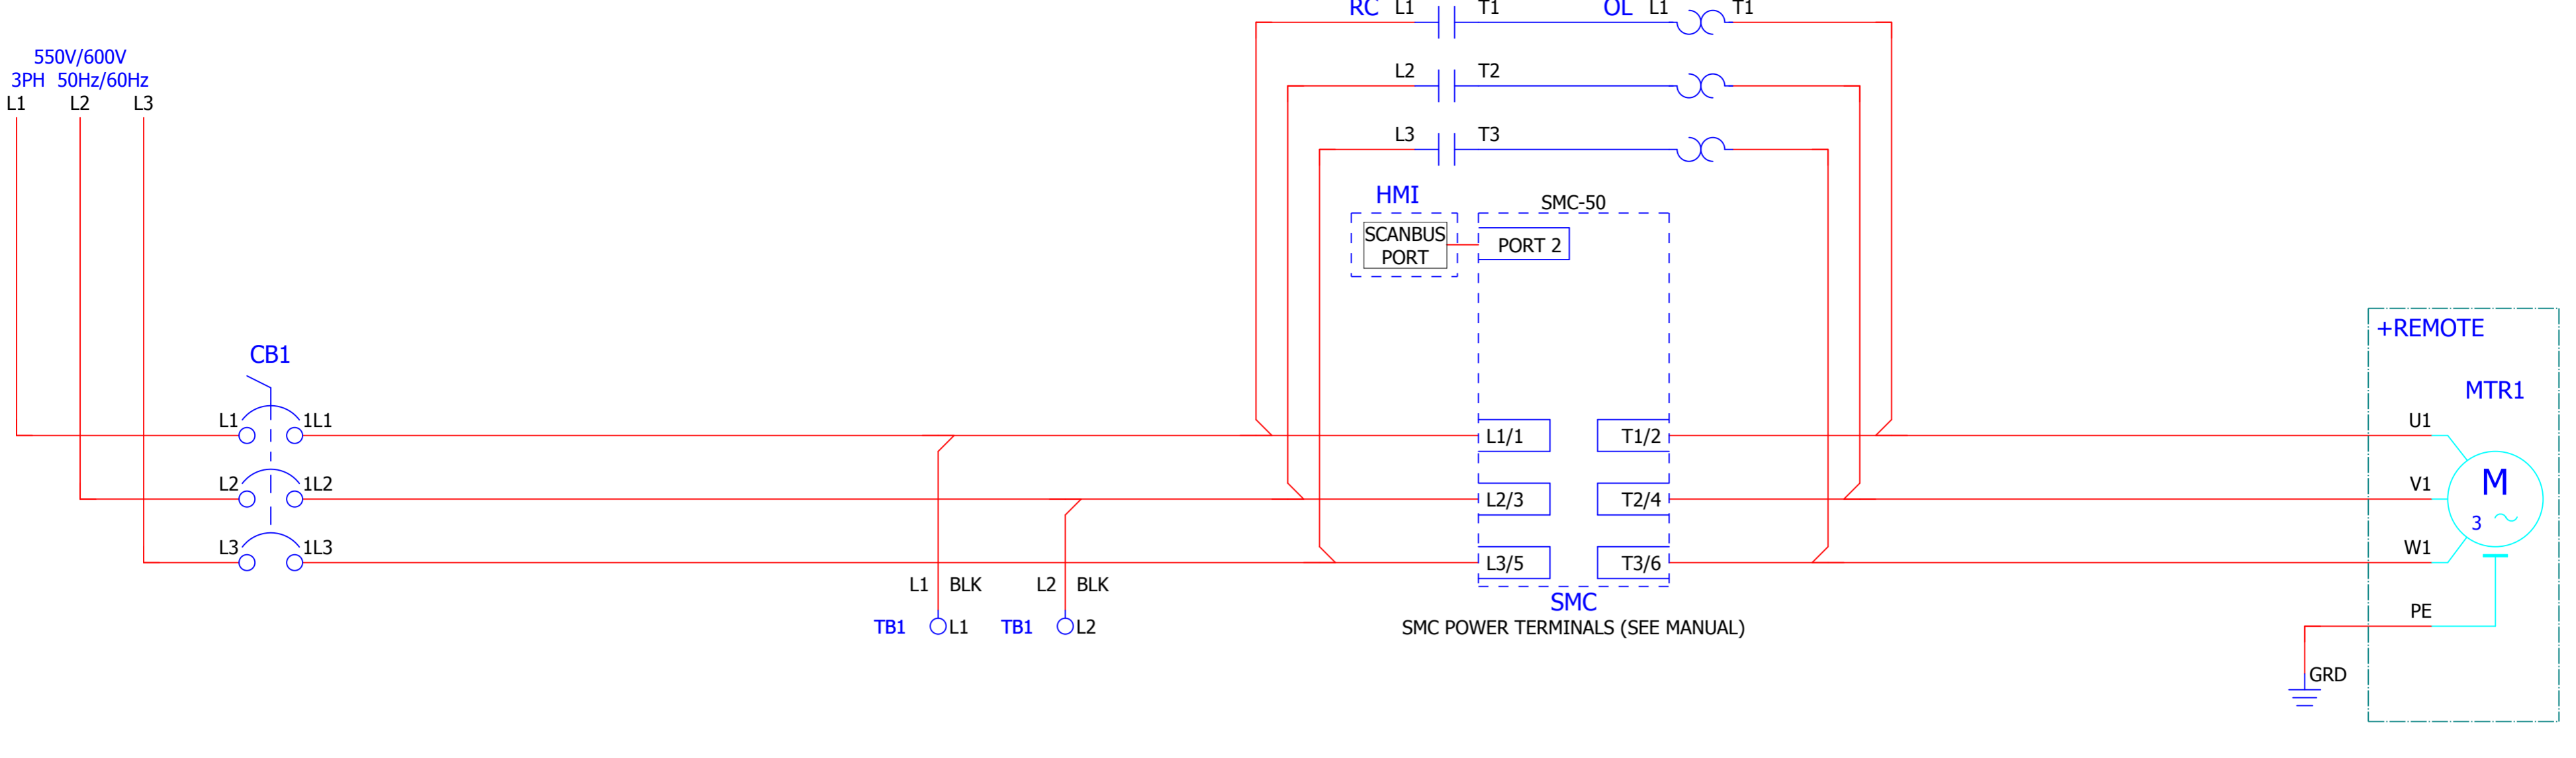 RC L1 T1 OL L1 T1
550V/600V
3PH 50Hz/60Hz
L1 L2 L3
L2 T2
L3 T3
HMI
SMC-50
SCANBUS
PORT
PORT 2
+REMOTE
CB1
MTR1
L1 1L1
L1/1 T1/2
U1
L2 1L2
L2/3 T2/4
V1
M
3
L3 1L3
L3/5 T3/6
W1
L1 BLK L2 BLK
SMC
PE
TB1 L1 TB1 L2
SMC POWER TERMINALS (SEE MANUAL)
GRD